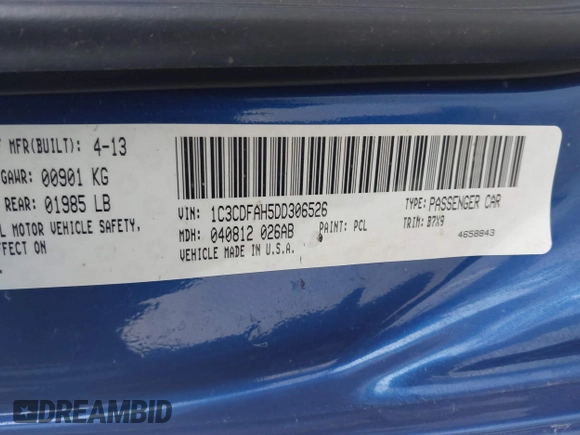 T MFR(BUILT): 4-13
GAWR: 00901 KG
REAR: 01985 LB
L MOTOR VEHICLE SAFETY,
FFECT ON
VIN: 1C3CDFAH5DD306526
TYPE: PASSENGER CAR
MDH: 040812 026AB
PAINT: PCL
TRIM: B7X9
VEHICLE MADE IN U.S.A.
4658843
DREAMBID